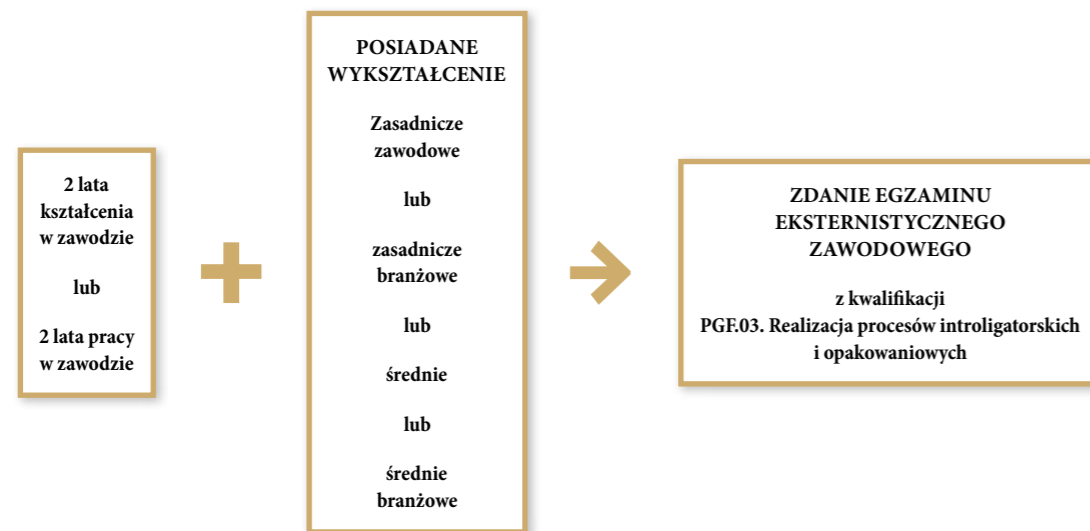 2 lata
kształcenia
w zawodzie
lub
2 lata pracy
w zawodzie
POSIADANE
WYKSZTAŁCENIE
Zasadnicze
zawodowe
lub
zasadnicze
branżowe
lub
średnie
lub
średnie
branżowe
ZDANIE EGZAMINU
EKSTERNISTYCZNEGO
ZAWODOWEGO
z kwalifikacji
PGF.03. Realizacja procesów introligatorskich
i opakowaniowych